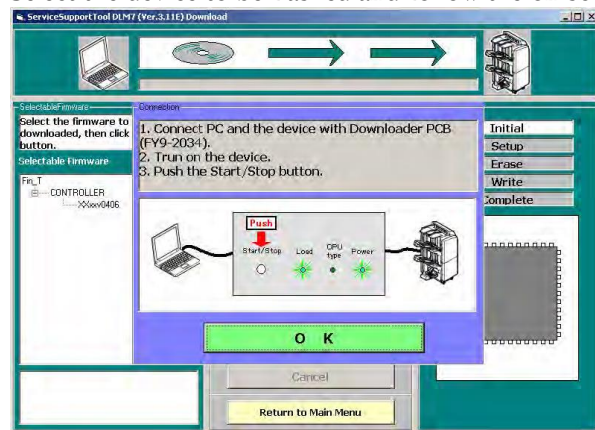 ServiceSupportTool DLM7 (Ver.3.11E) Download
SelectableFirmware
Select the firmware to
downloaded, then click
button.
Selectable Firmware
Fin_T
CONTROLLER
XXxxv0406
Connection
1. Connect PC and the device with Downloader PCB
(FY9-2034).
2. Trun on the device.
3. Push the Start/Stop button.
Push
Start/Stop
Load
CPU
type
Power
O K
Cancel
Return to Main Menu
Initial
Setup
Erase
Write
Complete